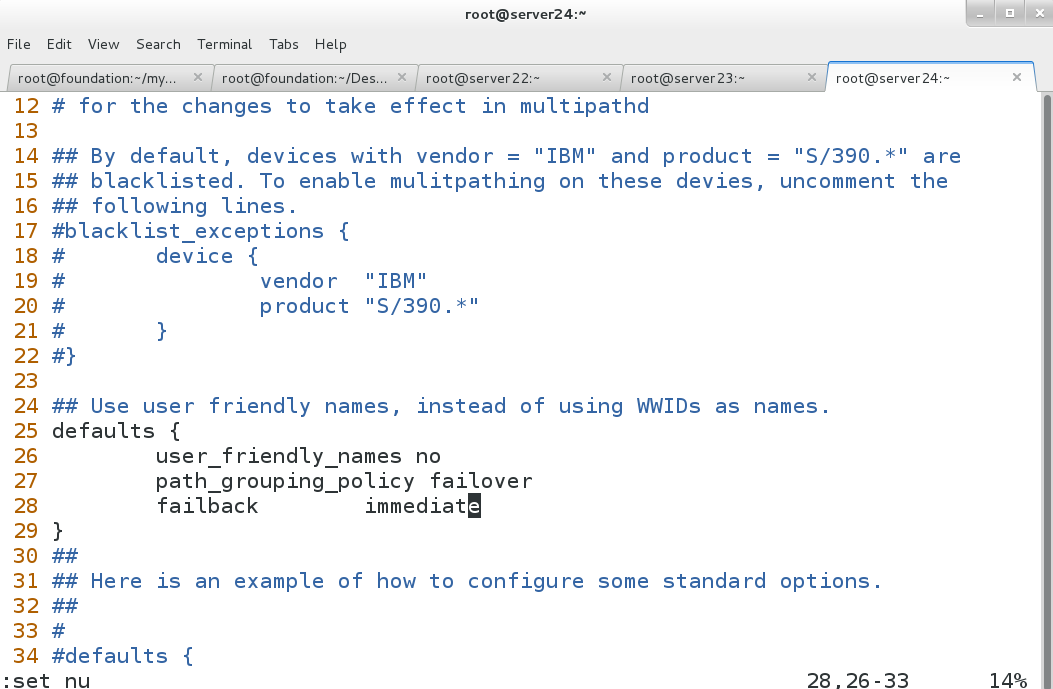 root@server24:~
File Edit View Search Terminal Tabs Help
root@foundation:~/my... root@foundation:~/Des... root@server22:~ root@server23:~ root@server24:~
12 # for the changes to take effect in multipathd
13
14 ## By default, devices with vendor = "IBM" and product = "S/390.*" are
15 ## blacklisted. To enable mulitpathing on these devies, uncomment the
16 ## following lines.
17 #blacklist_exceptions {
18 #       device {
19 #               vendor  "IBM"
20 #               product "S/390.*"
21 #       }
22 #}
23
24 ## Use user friendly names, instead of using WWIDs as names.
25 defaults {
26         user_friendly_names no
27         path_grouping_policy failover
28         failback        immediate
29 }
30 ##
31 ## Here is an example of how to configure some standard options.
32 ##
33 #
34 #defaults {
:set nu 28,26-33 14%